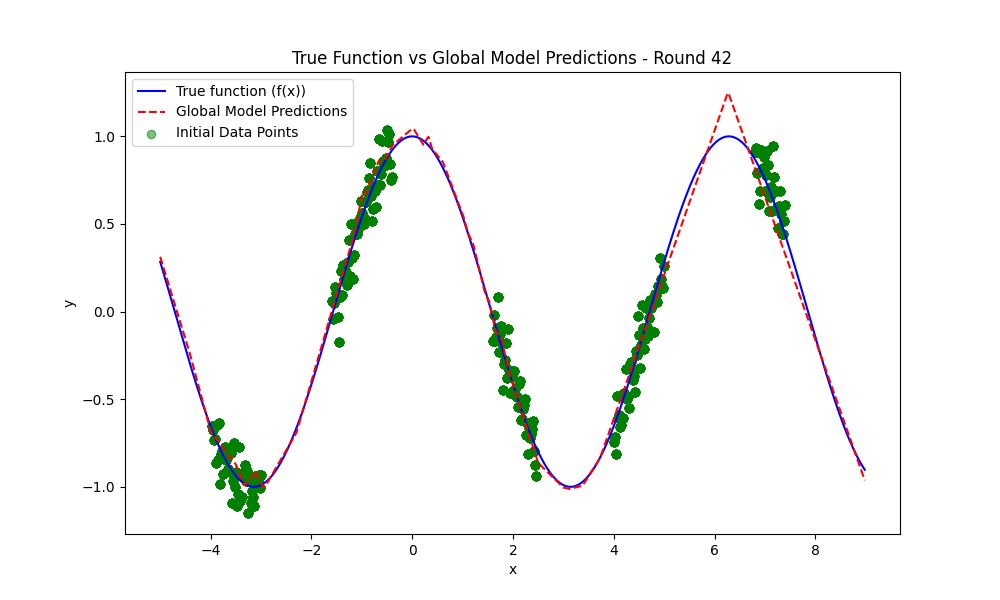 True Function vs Global Model Predictions - Round 42
True function (f(x))
Global Model Predictions
Initial Data Points
1.0
0.5
0.0
−0.5
−1.0
y
−4
−2
0
2
4
6
8
x